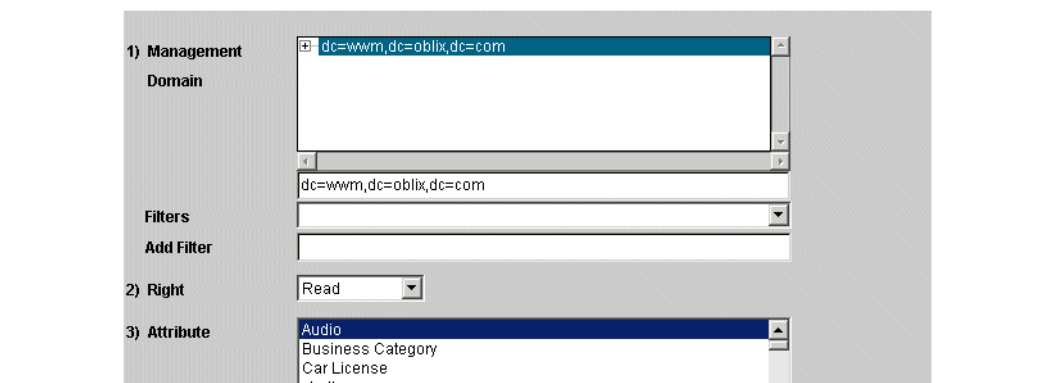 1) Management
Domain
dc=wwm,dc=oblix,dc=com
dc=wwm,dc=oblix,dc=com
Filters
Add Filter
2) Right
Read
3) Attribute
Audio
Business Category
Car License